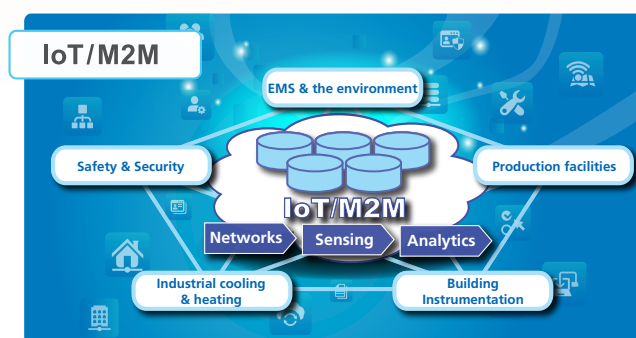 IoT/M2M
EMS & the environment
Safety & Security
Production facilities
IoT/M2M
Networks
Sensing
Analytics
Industrial cooling
& heating
Building
Instrumentation